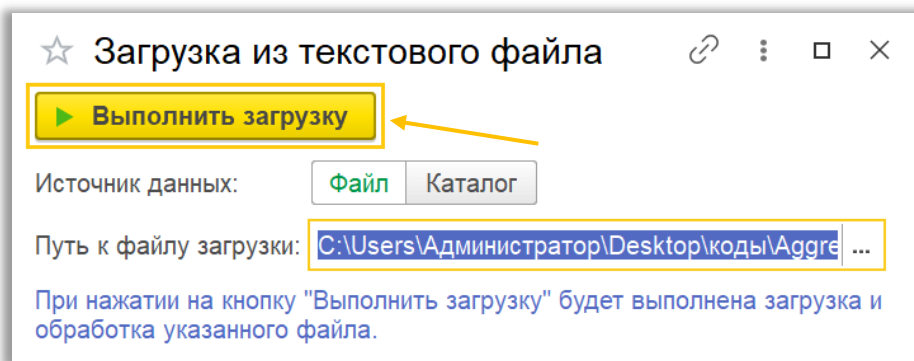 Загрузка из текстового файла
Выполнить загрузку
Источник данных: Файл Каталог
Путь к файлу загрузки: C:\Users\Администратор\Desktop\коды\Aggre ...
При нажатии на кнопку "Выполнить загрузку" будет выполнена загрузка и
обработка указанного файла.